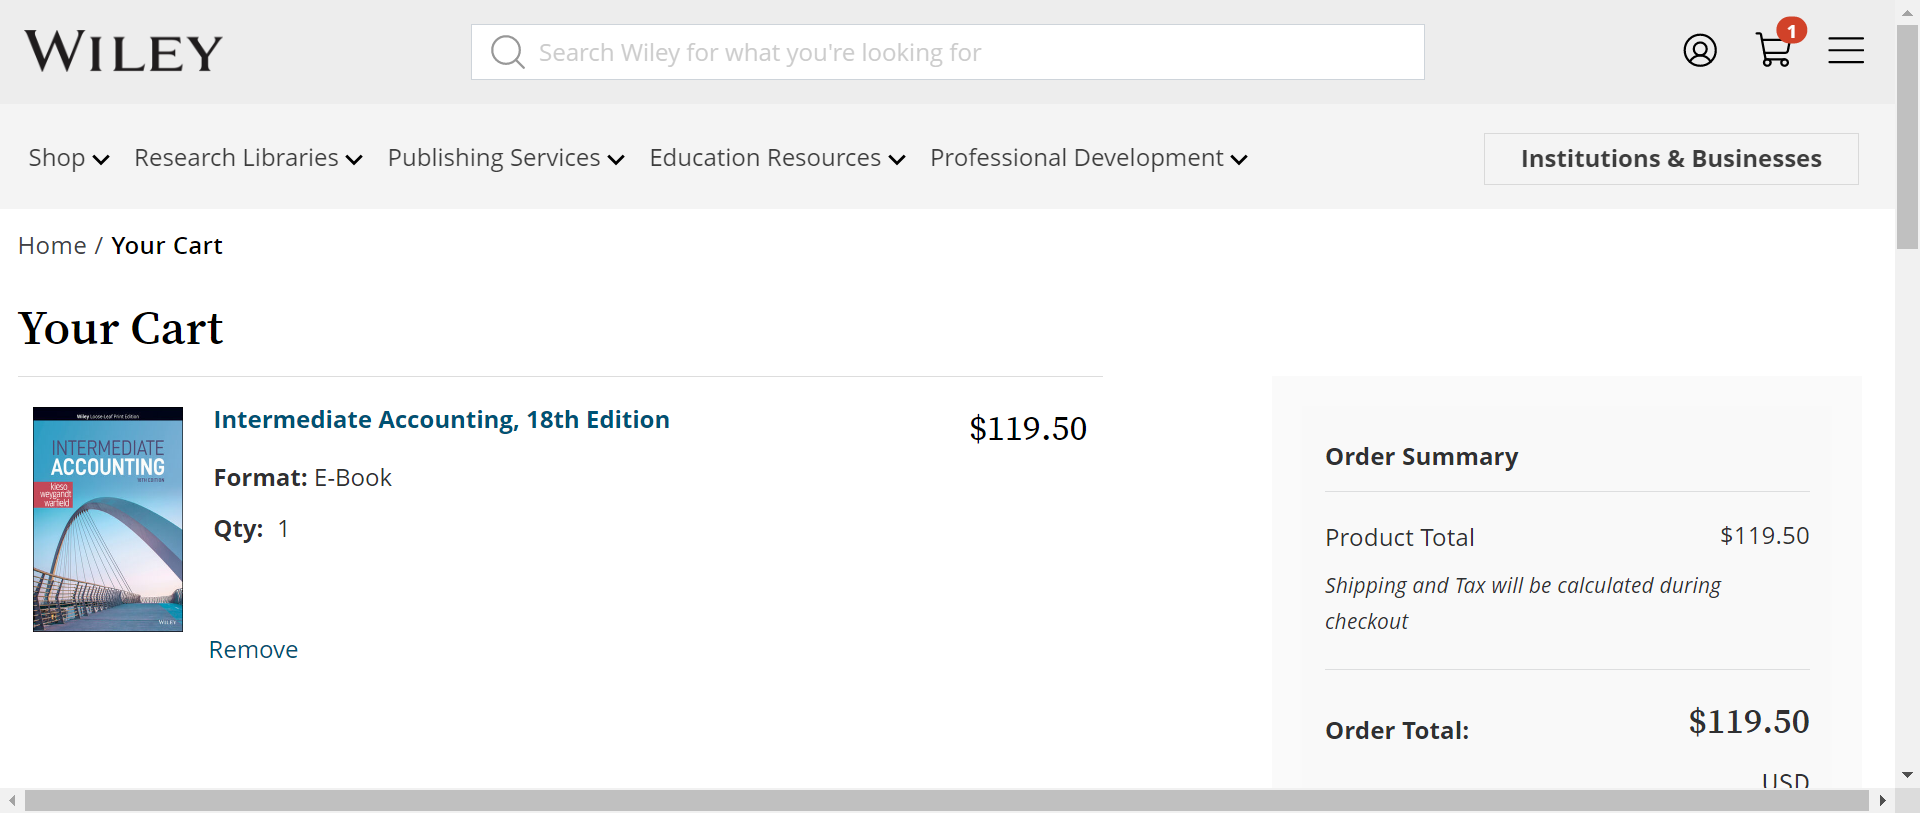 WILEY
Search Wiley for what you're looking for
1
Shop
Research Libraries
Publishing Services
Education Resources
Professional Development
Institutions & Businesses
Home / Your Cart
Your Cart
Wiley Loose-Leaf Print Edition
INTERMEDIATE
ACCOUNTING
18TH EDITION
kieso
weygandt
warfield
WILEY
Intermediate Accounting, 18th Edition
$119.50
Format: E-Book
Qty: 1
Remove
Order Summary
Product Total
$119.50
Shipping and Tax will be calculated during
checkout
Order Total:
$119.50
USD